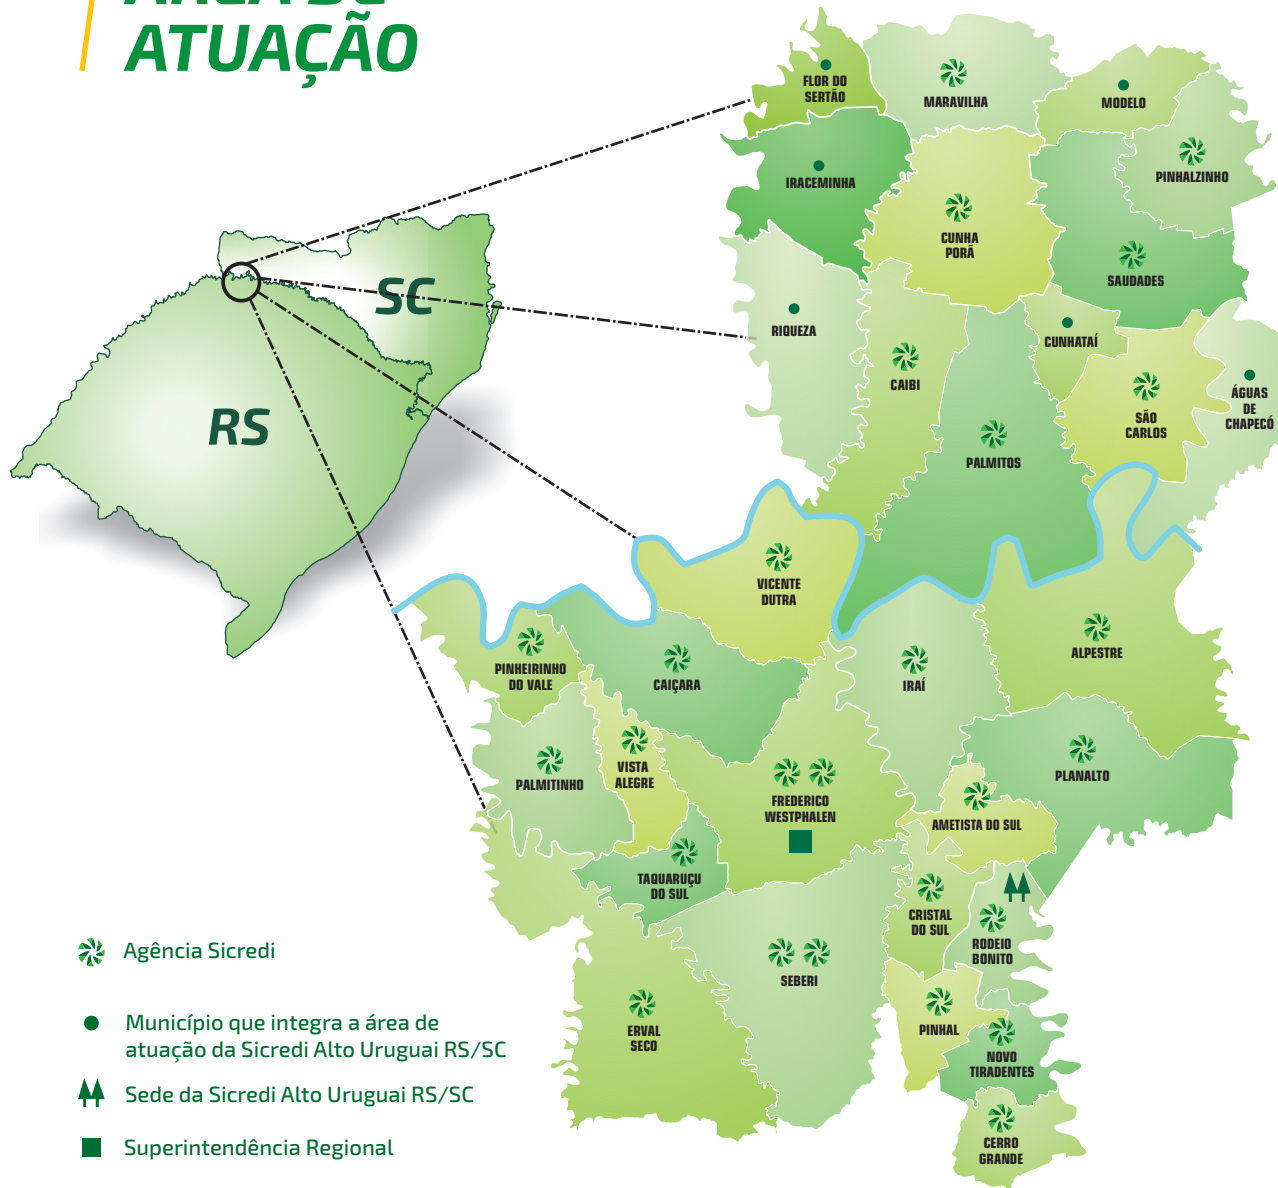 ÁREA DE
ATUAÇÃO
FLOR DO
SERTÃO
MARAVILHA
MODELO
PINHALZINHO
IRACEMINHA
CUNHA
PORÃ
SAUDADES
SC
RIQUEZA
CUNHATAÍ
CAIBI
ÁGUAS
DE
CHAPECÓ
SÃO
CARLOS
RS
PALMITOS
VICENTE
DUTRA
ALPESTRE
PINHEIRINHO
DO VALE
CAIÇARA
IRAÍ
PALMITINHO
VISTA
ALEGRE
PLANALTO
FREDERICO
WESTPHALEN
AMETISTA DO SUL
TAQUARUÇU
DO SUL
CRISTAL
DO SUL
RODEIO
BONITO
SEBERI
ERVAL
SECO
PINHAL
NOVO
TIRADENTES
CERRO
GRANDE
Agência Sicredi
Município que integra a área de
atuação da Sicredi Alto Uruguai RS/SC
Sede da Sicredi Alto Uruguai RS/SC
Superintendência Regional